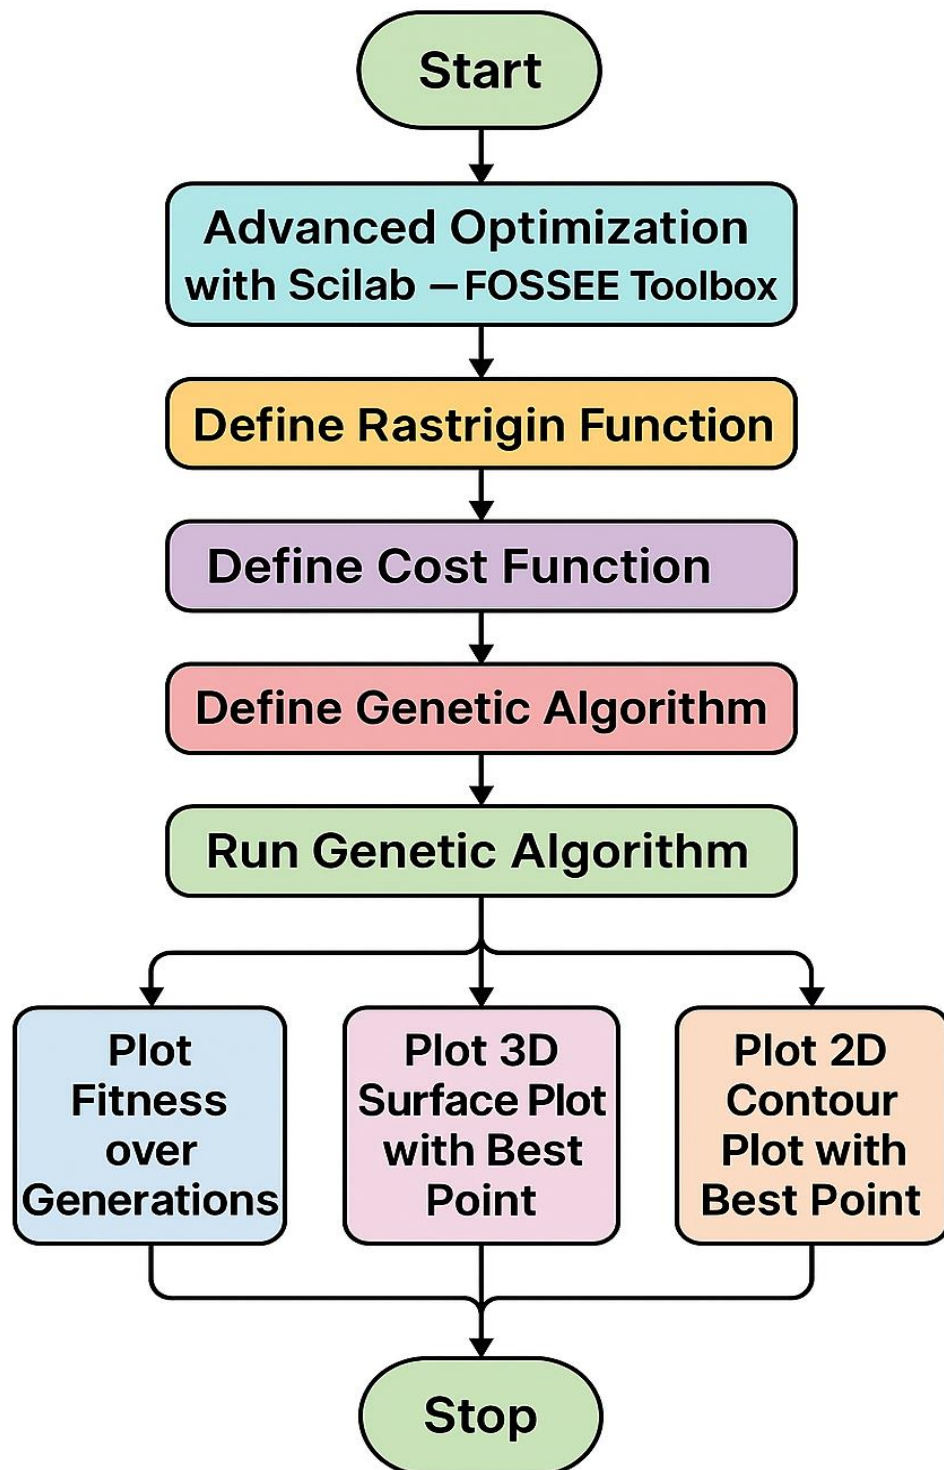 Start
Advanced Optimization
with Scilab –FOSSEE Toolbox
Define Rastrigin Function
Define Cost Function
Define Genetic Algorithm
Run Genetic Algorithm
Plot
Fitness
over
Generations
Plot 3D
Surface Plot
with Best
Point
Plot 2D
Contour
Plot with
Best Point
Stop